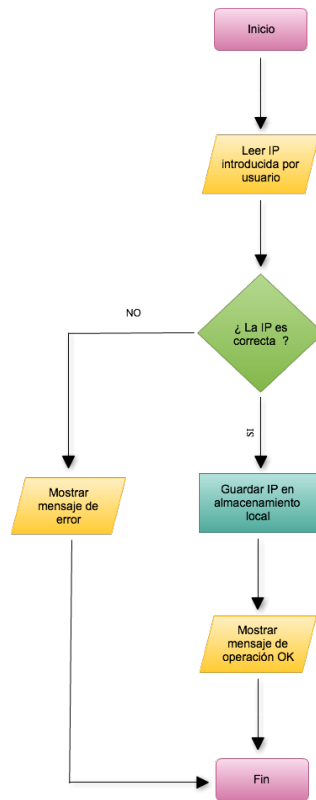 Inicio
Leer IP
introducida por
usuario
¿ La IP es
correcta ?
NO
SI
Mostrar
mensaje de
error
Guardar IP en
almacenamiento
local
Mostrar
mensaje de
operación OK
Fin